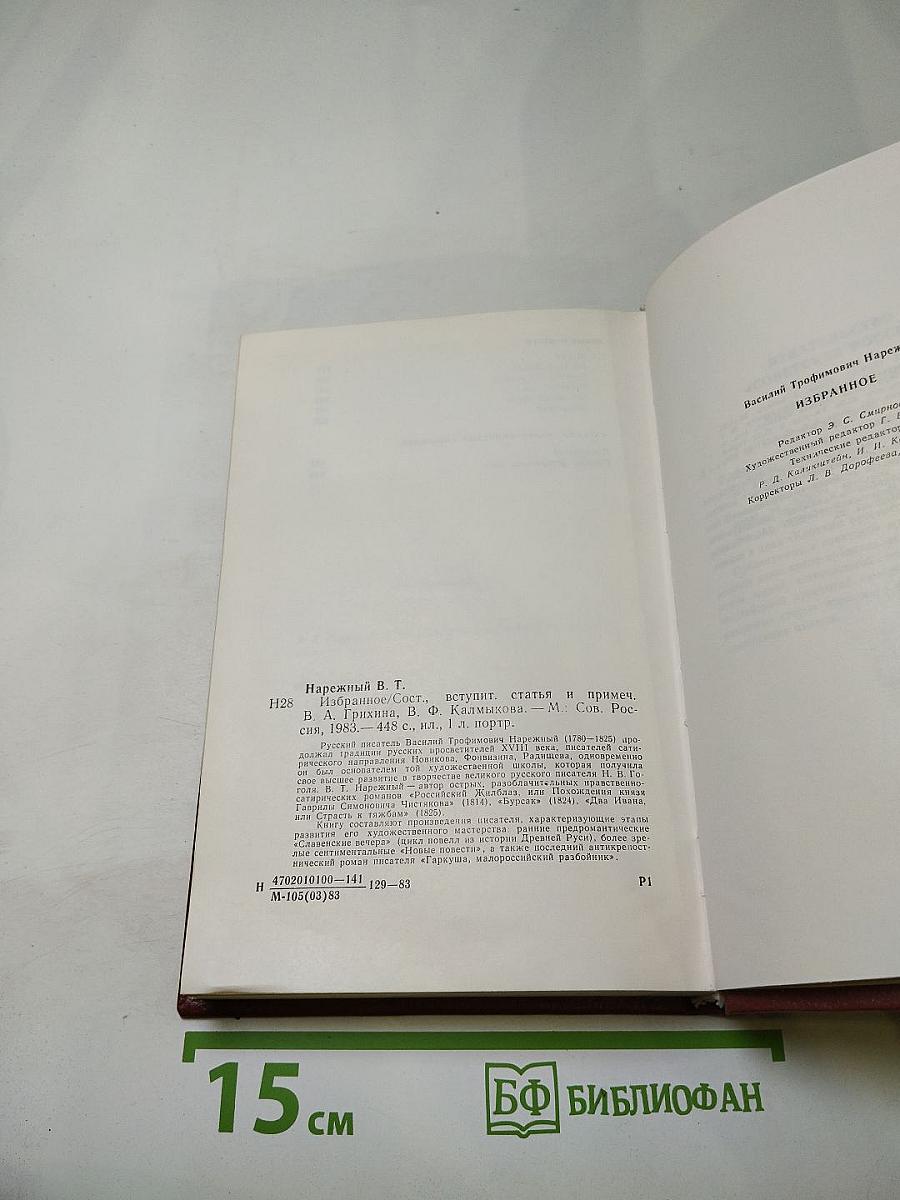 Нарежный В. Т.
Н28 Избранное/Сост., вступит. статья и примеч.
В. А. Грихина, В. Ф. Калмыкова. — М.: Сов. Рос-
сия, 1983. — 448 с., ил., 1 л. портр.
Русский писатель Василий Трофимович Нарежный (1780—1825) про-
должал традиции русских просветителей XVIII века, писателей сати-
рического направления Новикова, Фонвизина, Радищева, одновременно
он был основателем той художественной школы, которая получила
свое высшее развитие в творчестве великого русского писателя Н. В. Го-
голя. В. Т. Нарежный — автор острых, разоблачительных нравственно-
сатирических романов «Российский Жилблаз, или Похождения князя
Гаврилы Симоновича Чистякова» (1814), «Бурсак» (1824), «Два Ивана,
или Страсть к тяжбам» (1825).
Книгу составляют произведения писателя, характеризующие этапы
развития его художественного мастерства: ранние предромантические
«Славенские вечера» (цикл новелл из истории Древней Руси), более зре-
лые сентиментальные «Новые повести», а также последний антикрепост-
нический роман писателя «Гаркуша, малороссийский разбойник».
Н 4702010100—141 129—83 Р1
М-105(03)83
Василий Трофимович Нареж
ИЗБРАННОЕ
Редактор Э. С. Смирнов
Художественный редактор Г.
Технические редактор
Р. Д. Каликштейн, И. И.
Корректоры Л. В. Дорофеева,
15 см
БФ БИБЛИОФАН